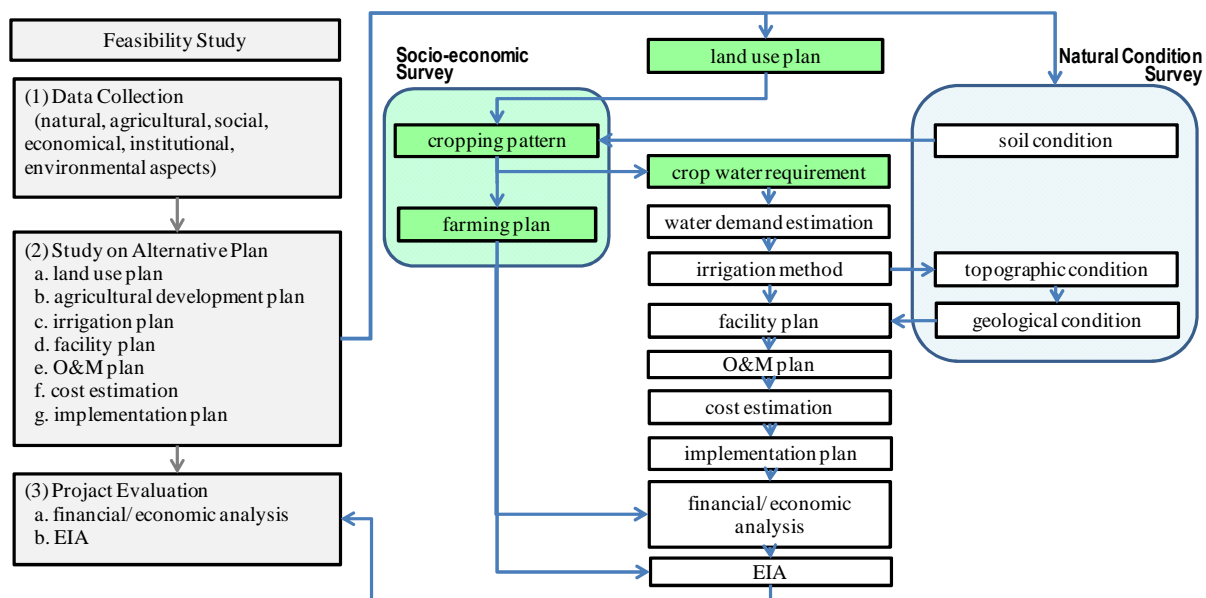 Feasibility Study
(1) Data Collection
(natural, agricultural, social,
economical, institutional,
environmental aspects)
(2) Study on Alternative Plan
a. land use plan
b. agricultural development plan
c. irrigation plan
d. facility plan
e. O&M plan
f. cost estimation
g. implementation plan
(3) Project Evaluation
a. financial/ economic analysis
b. EIA
Socio-economic
Survey
cropping pattern
farming plan
land use plan
crop water requirement
water demand estimation
irrigation method
facility plan
O&M plan
cost estimation
implementation plan
financial/ economic
analysis
EIA
Natural Condition
Survey
soil condition
topographic condition
geological condition